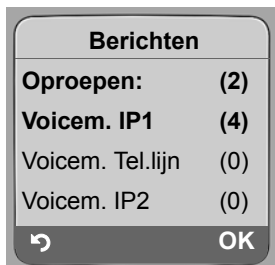 Berichten
Oproepen: (2)
Voicem. IP1 (4)
Voicem. Tel.lijn (0)
Voicem. IP2 (0)
OK